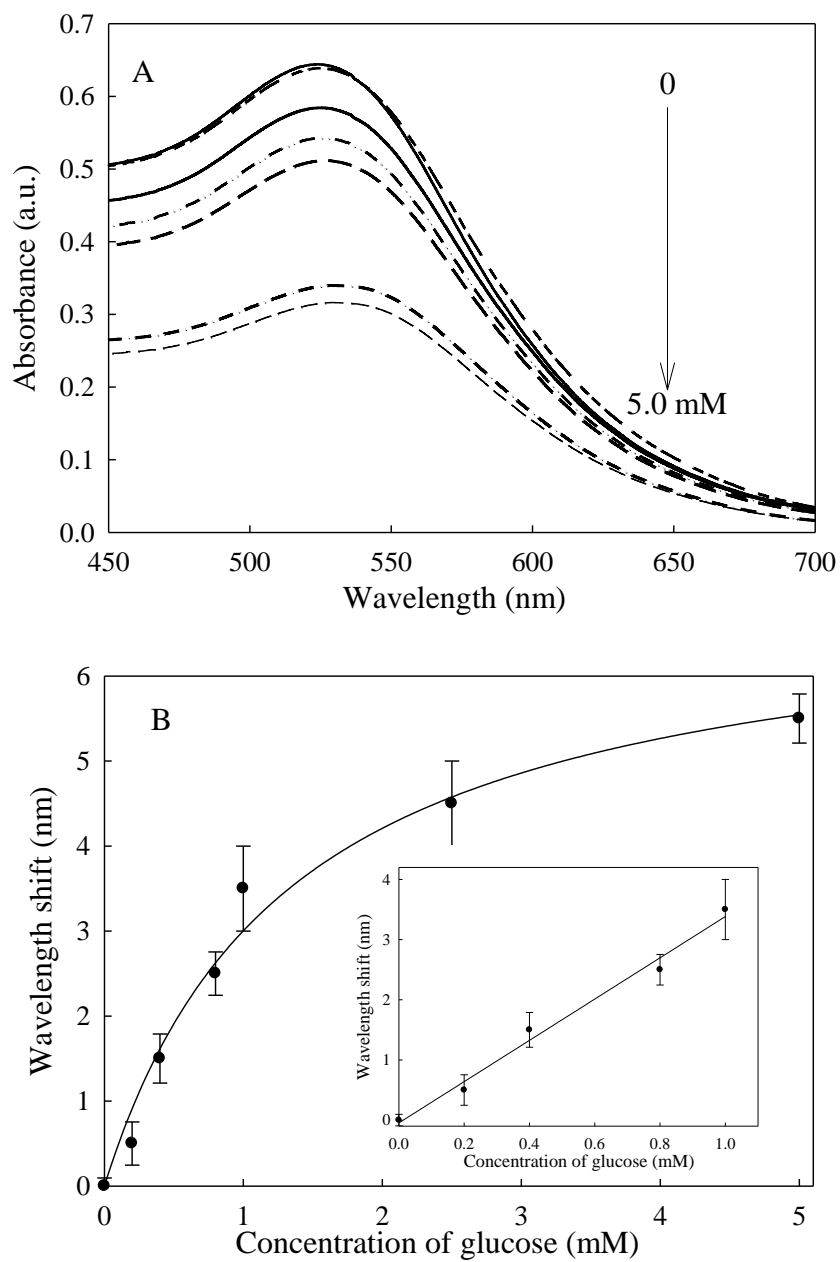 0.7
A
0
0.6
0.5
0.4
0.3
0.2
0.1
0.0
Absorbance (a.u.)
5.0 mM
450 500 550 600 650 700
Wavelength (nm)
6
B
5
4
3
2
1
0
Wavelength shift (nm)
4
3
2
1
0
Wavelength shift (nm)
0.0 0.2 0.4 0.6 0.8 1.0
Concentration of glucose (mM)
0 1 2 3 4 5
Concentration of glucose (mM)